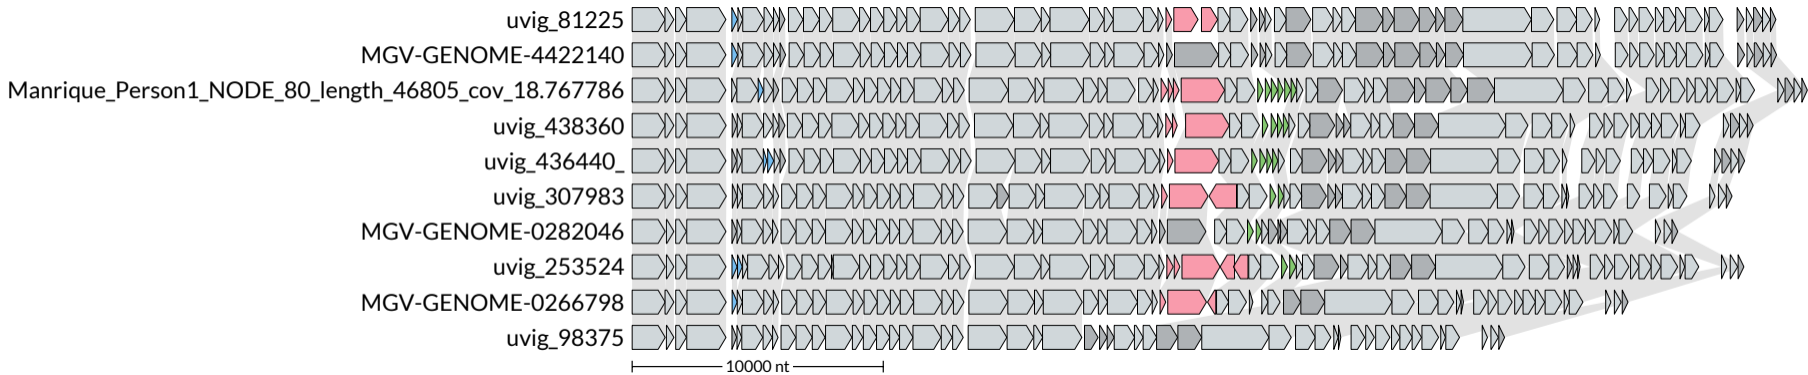 uvig_81225
MGV-GENOME-4422140
Manrique_Person1_NODE_80_length_46805_cov_18.767786
uvig_438360
uvig_436440_
uvig_307983
MGV-GENOME-0282046
uvig_253524
MGV-GENOME-0266798
uvig_98375
10000 nt